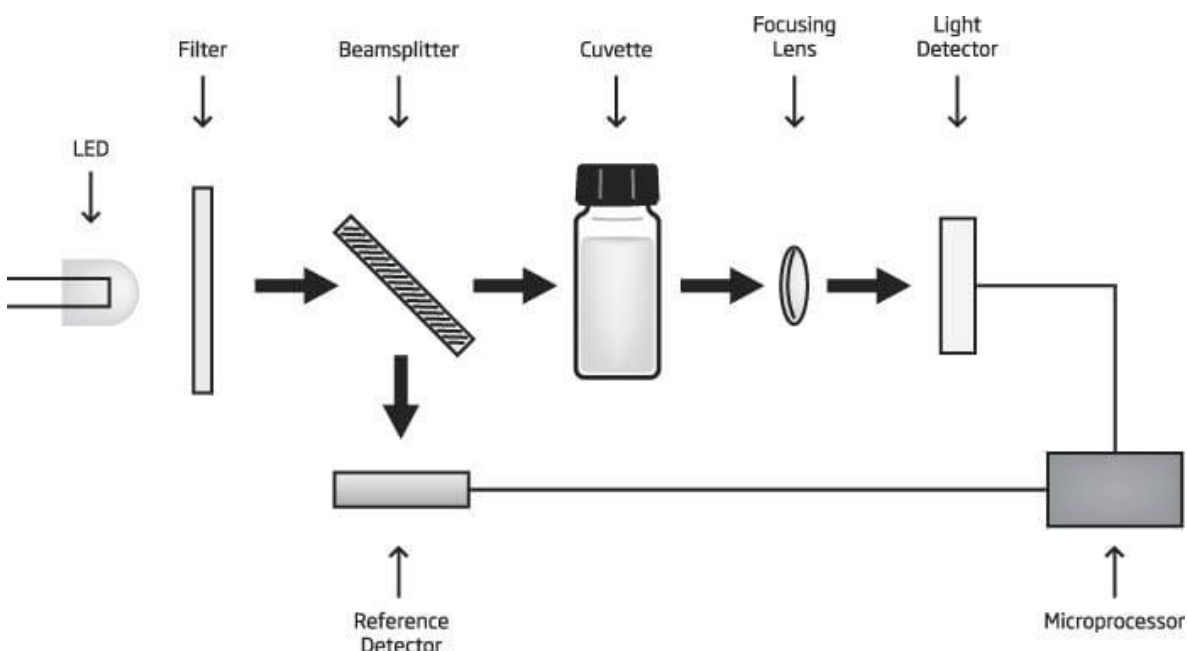 Filter
Beamsplitter
Cuvette
Focusing
Lens
Light
Detector
LED
Reference
Detector
Microprocessor